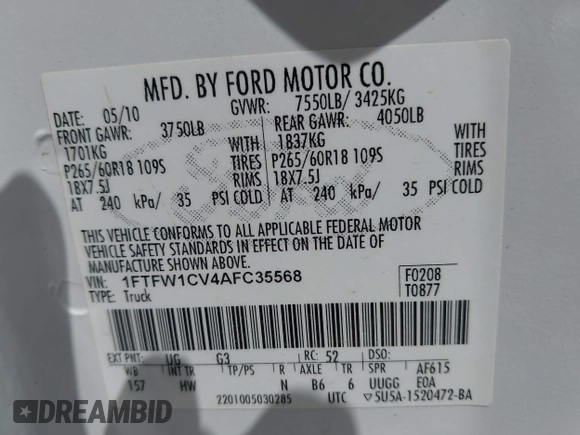 MFD. BY FORD MOTOR CO.
DATE: 05/10 GVWR: 7550LB/ 3425KG
FRONT GAWR: 3750LB REAR GAWR: 4050LB
1701KG WITH 1837KG WITH
P265/60R18 109S TIRES P265/60R18 109S TIRES
18X7.5J RIMS 18X7.5J RIMS
AT 240 kPa/ 35 PSI COLD AT 240 kPa/ 35 PSI COLD
THIS VEHICLE CONFORMS TO ALL APPLICABLE FEDERAL MOTOR
VEHICLE SAFETY STANDARDS IN EFFECT ON THE DATE OF
MANUFACTURE SHOWN ABOVE.
VIN: 1FTFW1CV4AFC35568 F0208
TYPE: Truck T0877
EXT PNT: UG G3 RC: 52 DSO:
WB INT TR TP/PS R AXLE TR SPR AF615
157 HW N B6 6 UUGG E0A
2201005030285 UTC SU5A-1520472-BA
DREAMBID